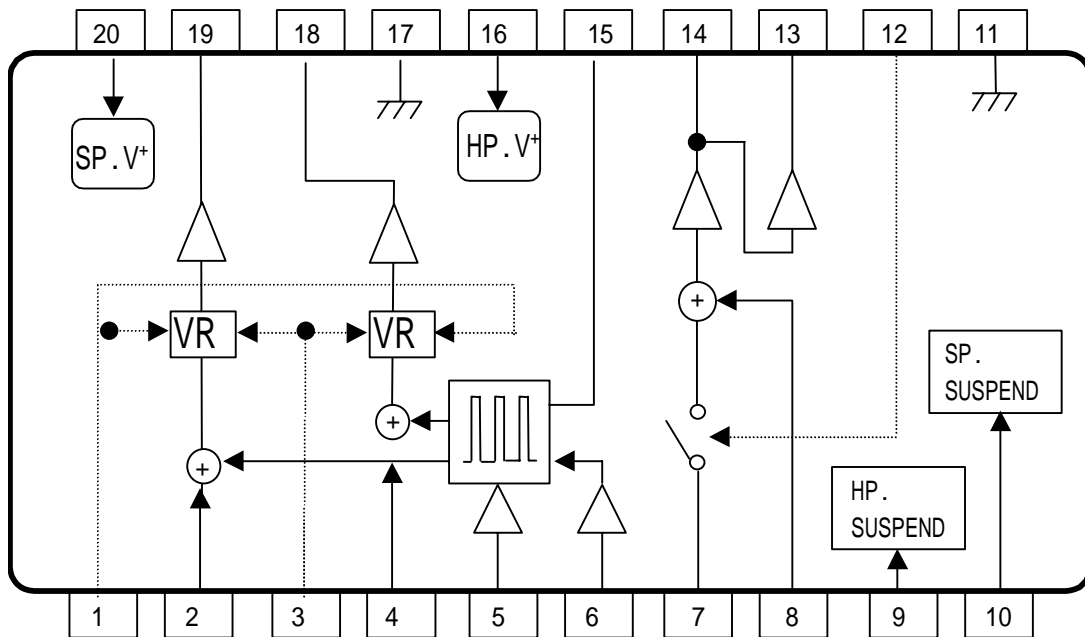 20 19 18 17 16 15 14 13 12 11
SP.V+ HP.V+
VR VR
+
SP.
SUSPEND
+
+
HP.
SUSPEND
1 2 3 4 5 6 7 8 9 10